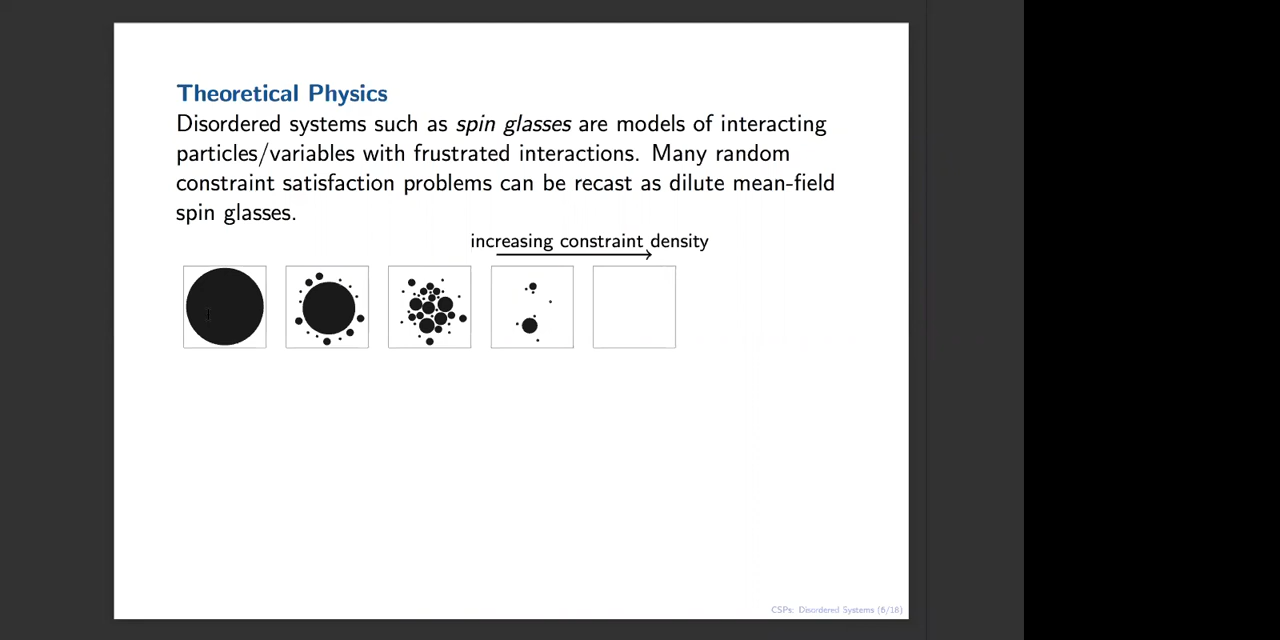 Theoretical Physics
Disordered systems such as spin glasses are models of interacting
particles/variables with frustrated interactions. Many random
constraint satisfaction problems can be recast as dilute mean-field
spin glasses.
increasing constraint density
CSPs: Disordered Systems (6/18)